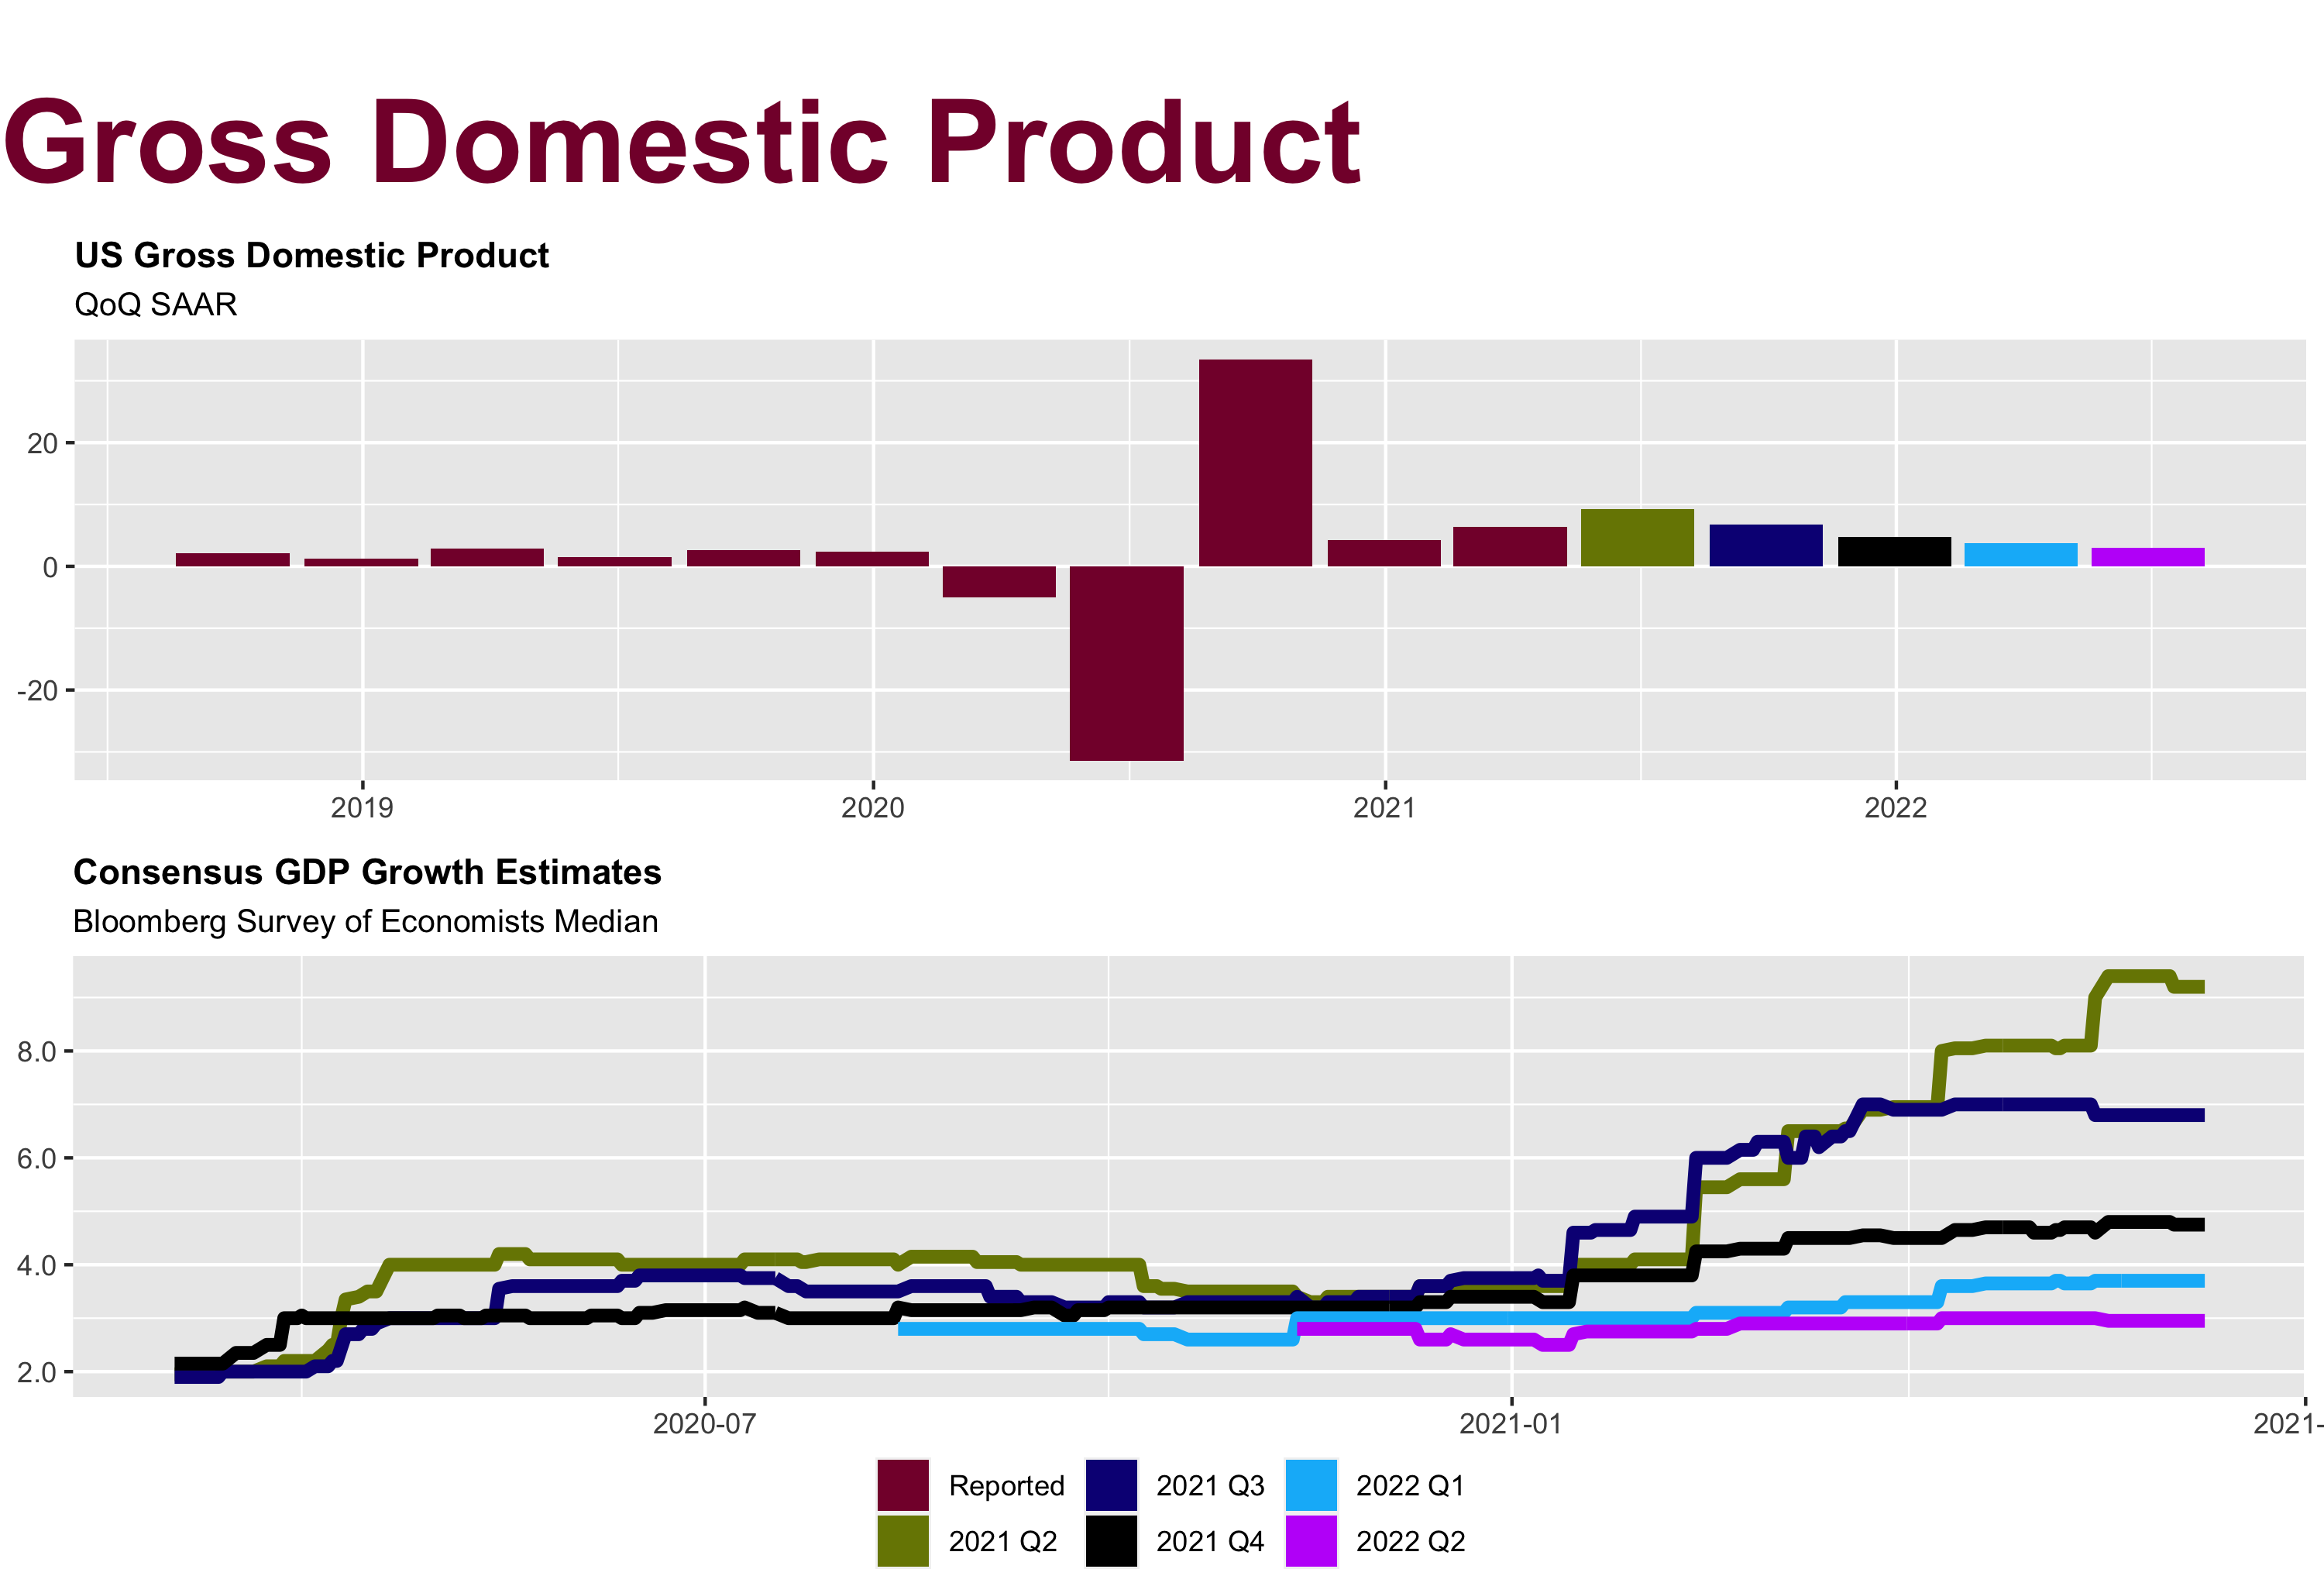 Gross Domestic Product
US Gross Domestic Product
QoQ SAAR
20
0
-20
2019 2020 2021 2022
Consensus GDP Growth Estimates
Bloomberg Survey of Economists Median
8.0
6.0
4.0
2.0
2020-07 2021-01 2021-
Reported 2021 Q3 2022 Q1
2021 Q2 2021 Q4 2022 Q2